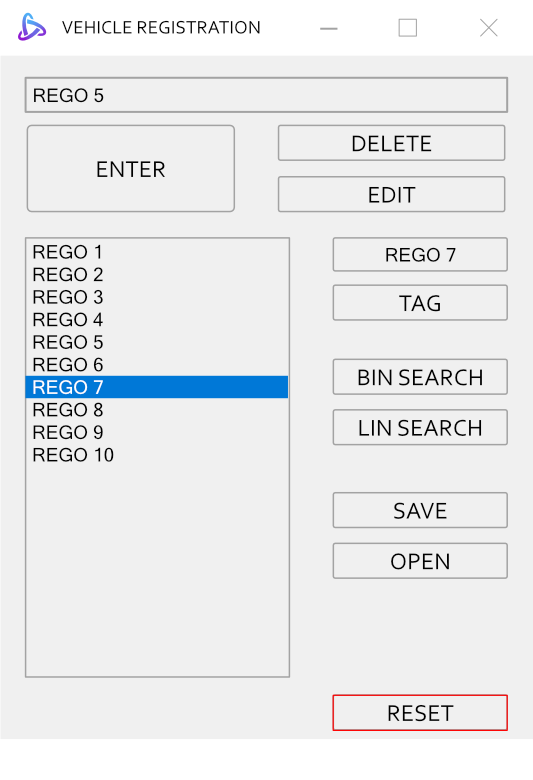 VEHICLE REGISTRATION
REGO 5
ENTER
DELETE
EDIT
REGO 1
REGO 2
REGO 3
REGO 4
REGO 5
REGO 6
REGO 7
REGO 8
REGO 9
REGO 10
REGO 7
TAG
BIN SEARCH
LIN SEARCH
SAVE
OPEN
RESET